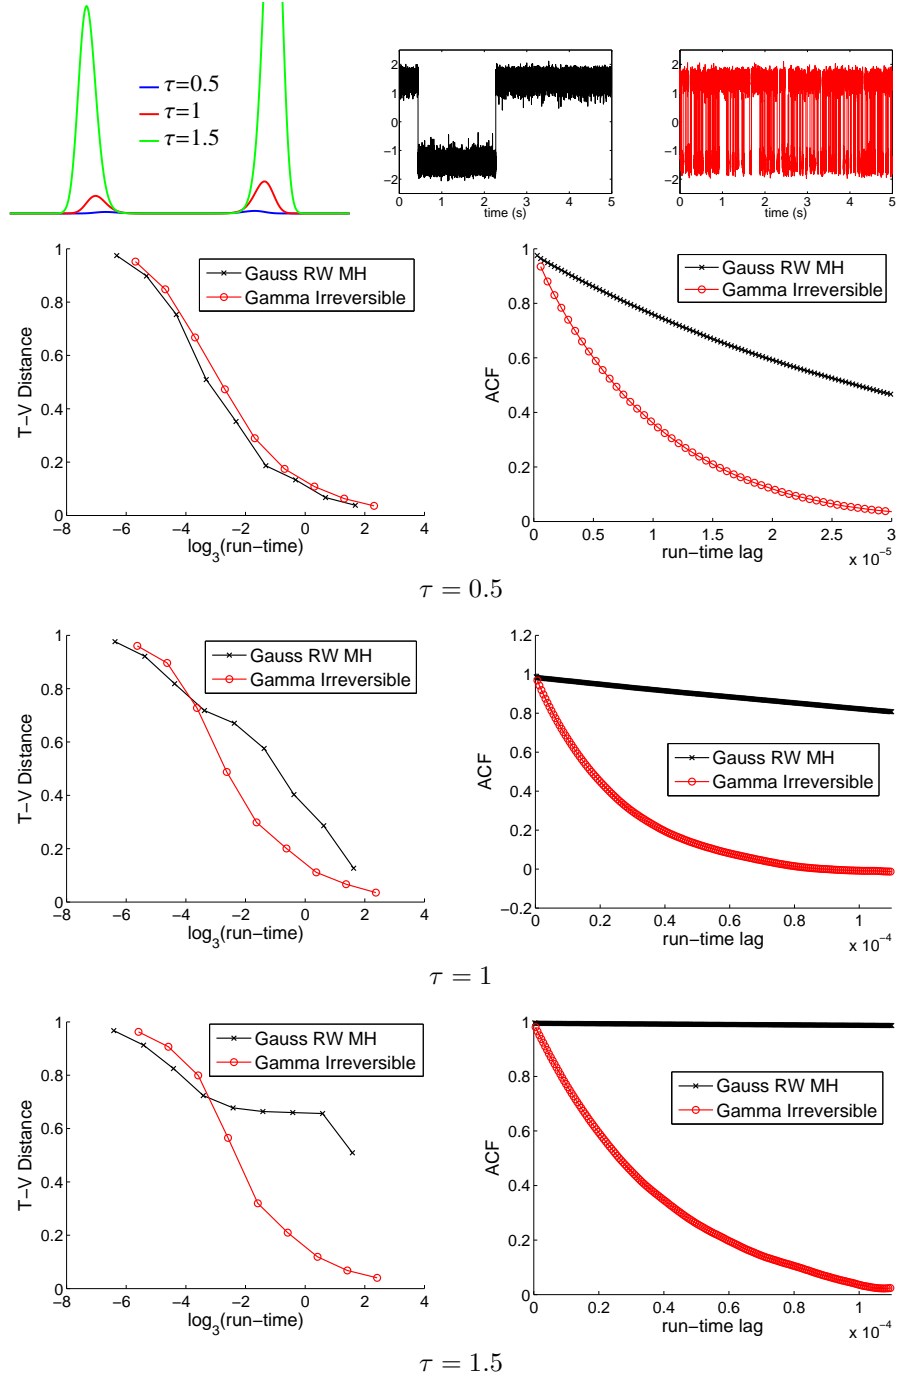 τ=0.5
τ=1
τ=1.5
2
1
0
−1
−2
0 1 2 3 4 5
time (s)
2
1
0
−1
−2
0 1 2 3 4 5
time (s)
1
0.8
0.6
0.4
0.2
0
T−V Distance
Gauss RW MH
Gamma Irreversible
−8 −6 −4 −2 0 2 4
log3(run−time)
1
0.8
0.6
0.4
0.2
0
ACF
Gauss RW MH
Gamma Irreversible
0 0.5 1 1.5 2 2.5 3
run−time lag
x 10−5
τ = 0.5
1
0.8
0.6
0.4
0.2
0
T−V Distance
Gauss RW MH
Gamma Irreversible
−8 −6 −4 −2 0 2 4
log3(run−time)
1.2
1
0.8
0.6
0.4
0.2
0
−0.2
ACF
Gauss RW MH
Gamma Irreversible
0 0.2 0.4 0.6 0.8 1
run−time lag
x 10−4
τ = 1
1
0.8
0.6
0.4
0.2
0
T−V Distance
Gauss RW MH
Gamma Irreversible
−8 −6 −4 −2 0 2 4
log3(run−time)
1
0.8
0.6
0.4
0.2
0
ACF
Gauss RW MH
Gamma Irreversible
0 0.2 0.4 0.6 0.8 1
run−time lag
x 10−4
τ = 1.5